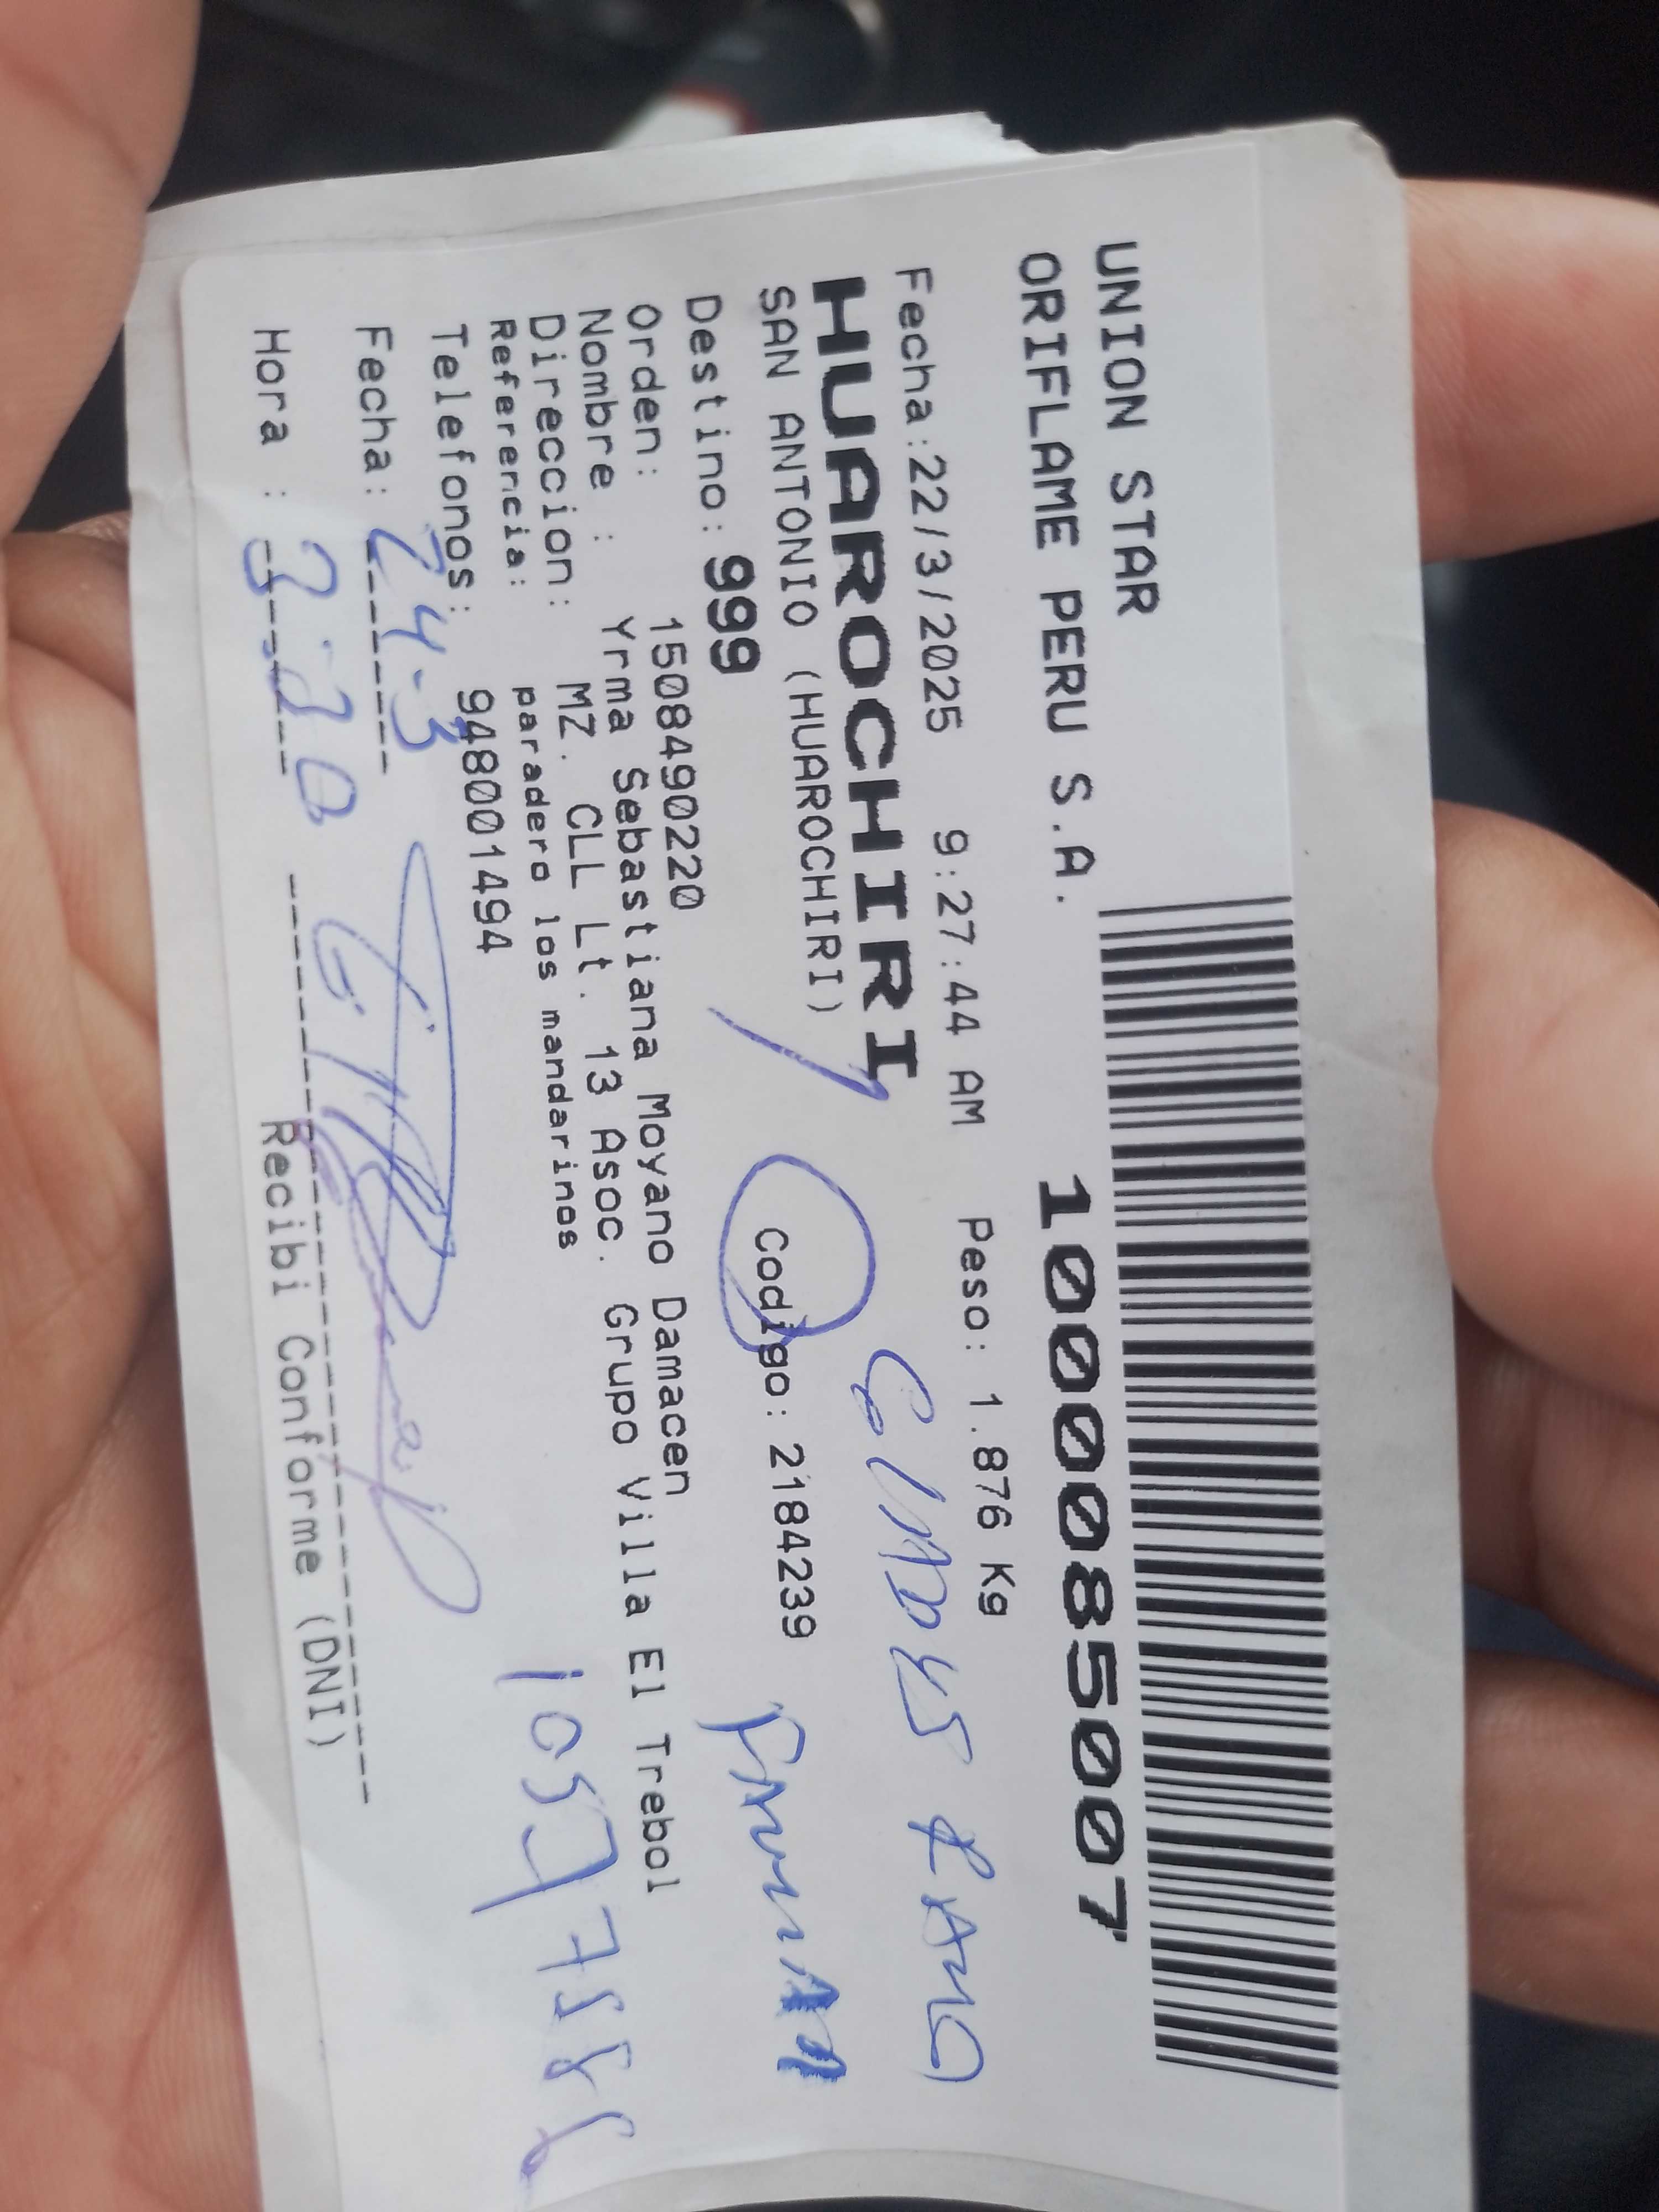 UNION STAR
ORIFLAME PERU S.A. 1000085007
Fecha:22/3/2025 9:27:44 AM Peso: 1.876 Kg
HUAROCHIRI
SAN ANTONIO (HUAROCHIRI)
Destino: 999 Codigo: 2184239
Orden: 1508490220
Nombre : Yrma Sebastiana Moyano Damacen
Direccion: MZ. CLL Lt. 13 Asoc. Grupo Villa El Trebol
Referencia: paradero los mandarinos
Telefonos: 948001494
Fecha: 24-3
Hora :
Recibi Conforme (DNI)